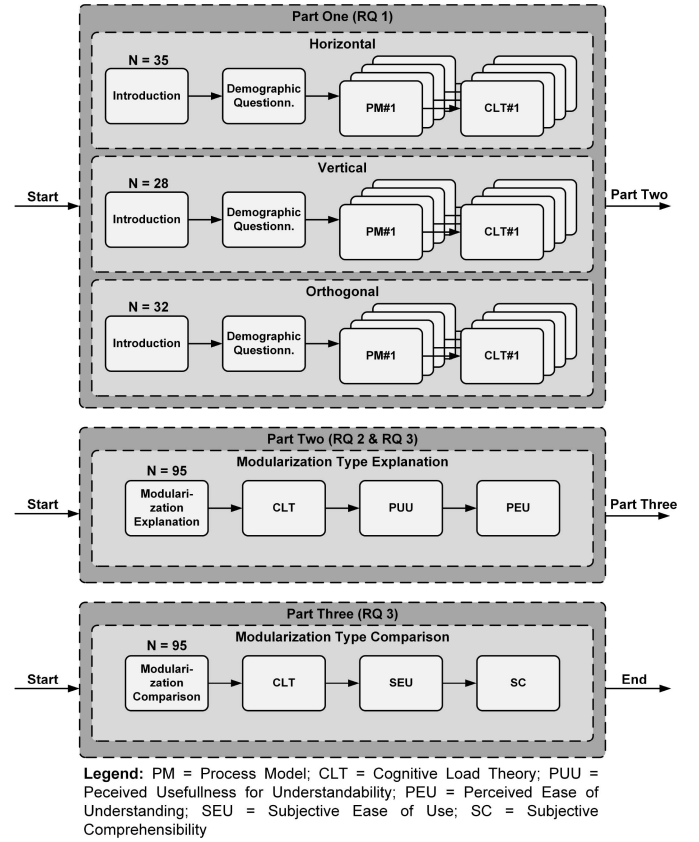 Part One (RQ 1)
Horizontal
N = 35
Introduction
Demographic
Questionn.
PM#1
CLT#1
Vertical
N = 28
Start
Part Two
Introduction
Demographic
Questionn.
PM#1
CLT#1
Orthogonal
N = 32
Introduction
Demographic
Questionn.
PM#1
CLT#1
Part Two (RQ 2 & RQ 3)
Modularization Type Explanation
N = 95
Start
Modulari-
zation
Explanation
CLT
PUU
PEU
Part Three
Part Three (RQ 3)
Modularization Type Comparison
N = 95
Start
Modulari-
zation
Comparison
CLT
SEU
SC
End
Legend: PM = Process Model; CLT = Cognitive Load Theory; PUU =
Perceived Usefullness for Understandability; PEU = Perceived Ease of
Understanding; SEU = Subjective Ease of Use; SC = Subjective
Comprehensibility